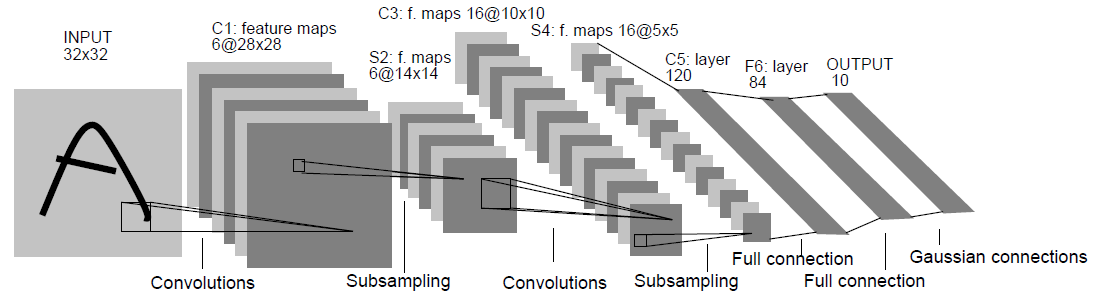 INPUT
32x32
C1: feature maps
6@28x28
S2: f. maps
6@14x14
C3: f. maps 16@10x10
S4: f. maps 16@5x5
C5: layer
120
F6: layer
84
OUTPUT
10
Convolutions
Subsampling
Convolutions
Subsampling
Full connection
Full connection
Gaussian connections